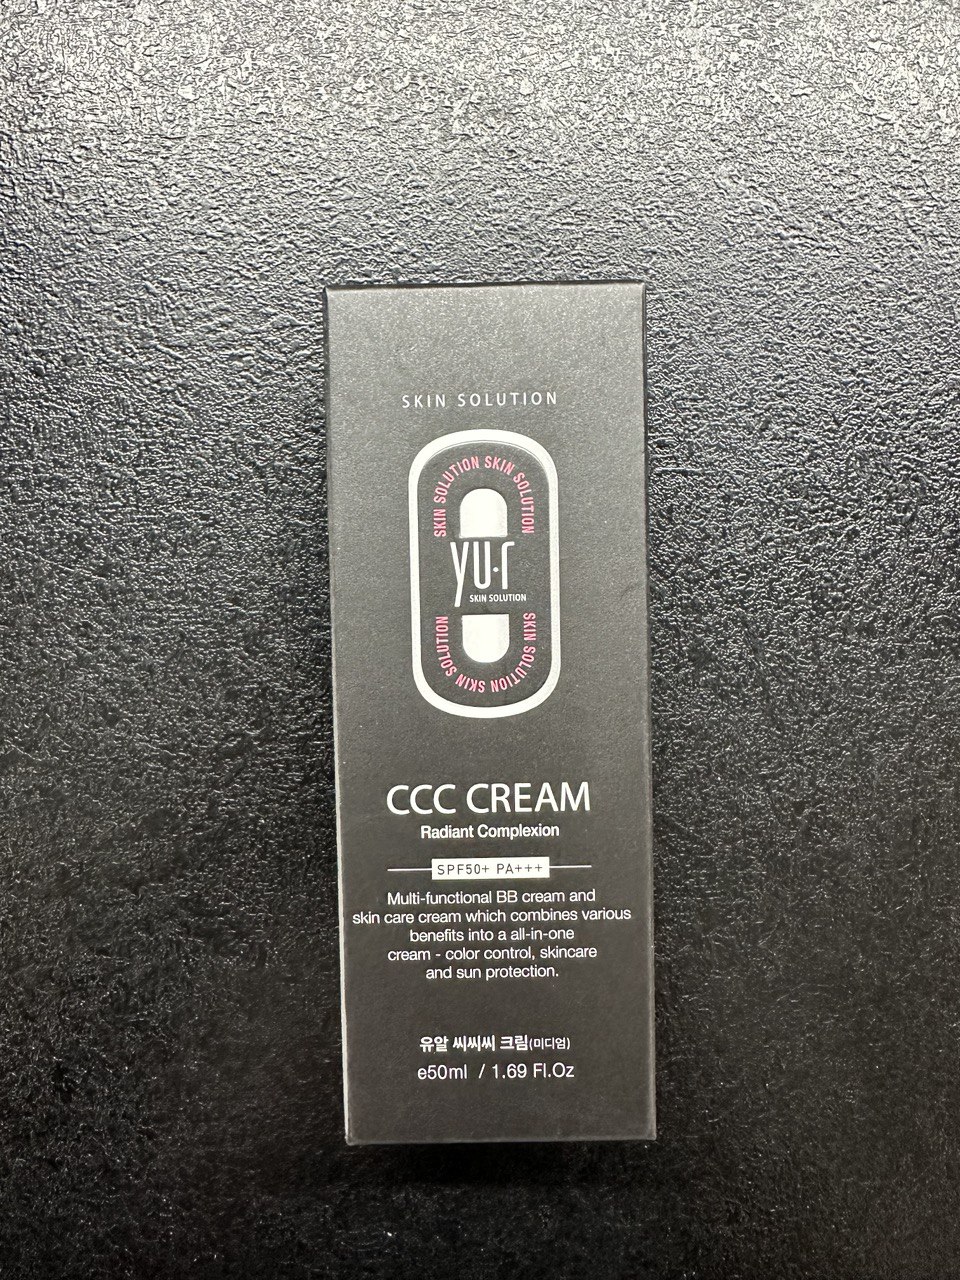 SKIN SOLUTION
SKIN SOLUTION SKIN SOLUTION
yu·r
SKIN SOLUTION
SKIN SOLUTION SKIN SOLUTION
CCC CREAM
Radiant Complexion
SPF50+ PA+++
Multi-functional BB cream and
skin care cream which combines various
benefits into a all-in-one
cream - color control, skincare
and sun protection.
유알 씨씨씨 크림(미디엄)
e50ml / 1.69 Fl.Oz